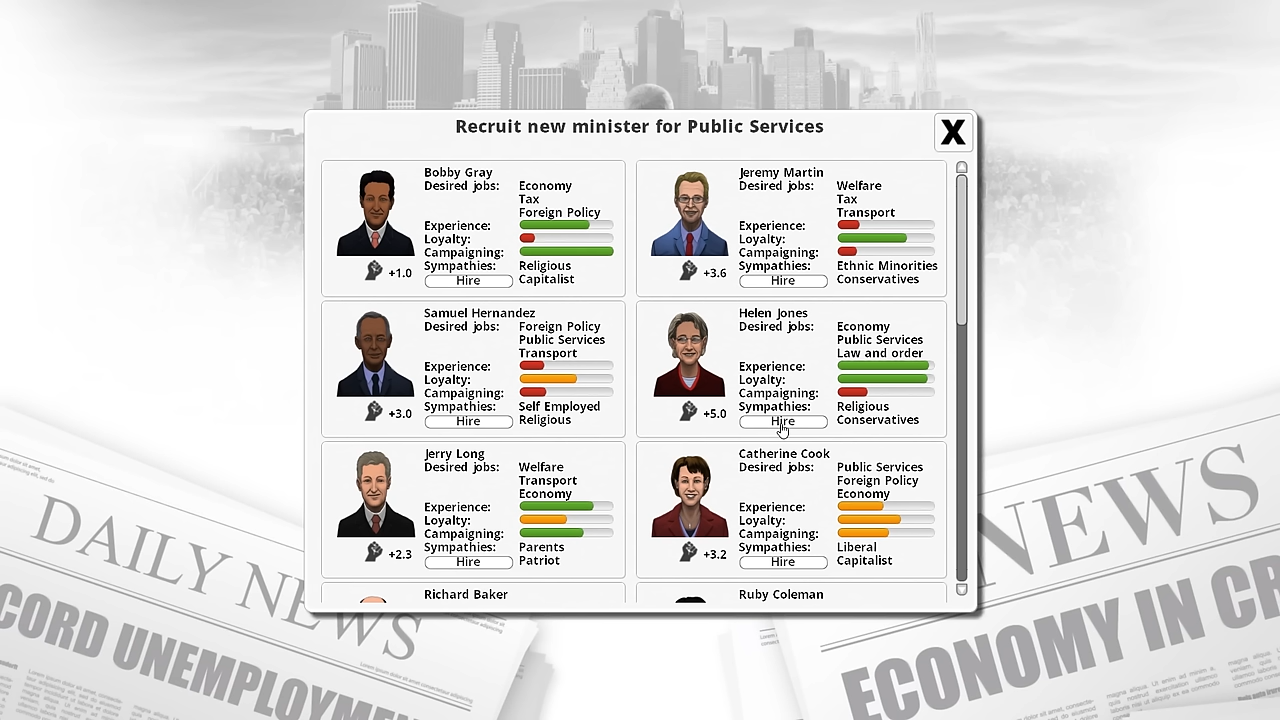 Recruit new minister for Public Services
X
Bobby Gray
Desired jobs: Economy
Tax
Foreign Policy
Experience:
Loyalty:
Campaigning:
Sympathies: Religious
Capitalist
+1.0
Hire
Jeremy Martin
Desired jobs: Welfare
Tax
Transport
Experience:
Loyalty:
Campaigning:
Sympathies: Ethnic Minorities
Conservatives
+3.6
Hire
Samuel Hernandez
Desired jobs: Foreign Policy
Public Services
Transport
Experience:
Loyalty:
Campaigning:
Sympathies: Self Employed
Religious
+3.0
Hire
Helen Jones
Desired jobs: Economy
Public Services
Law and order
Experience:
Loyalty:
Campaigning:
Sympathies: Religious
Conservatives
+5.0
Hire
Jerry Long
Desired jobs: Welfare
Transport
Economy
Experience:
Loyalty:
Campaigning:
Sympathies: Parents
Patriot
+2.3
Hire
Catherine Cook
Desired jobs: Public Services
Foreign Policy
Economy
Experience:
Loyalty:
Campaigning:
Sympathies: Liberal
Capitalist
+3.2
Hire
Richard Baker
Ruby Coleman
DAILY NEWS
NEWS
ECONOMY IN